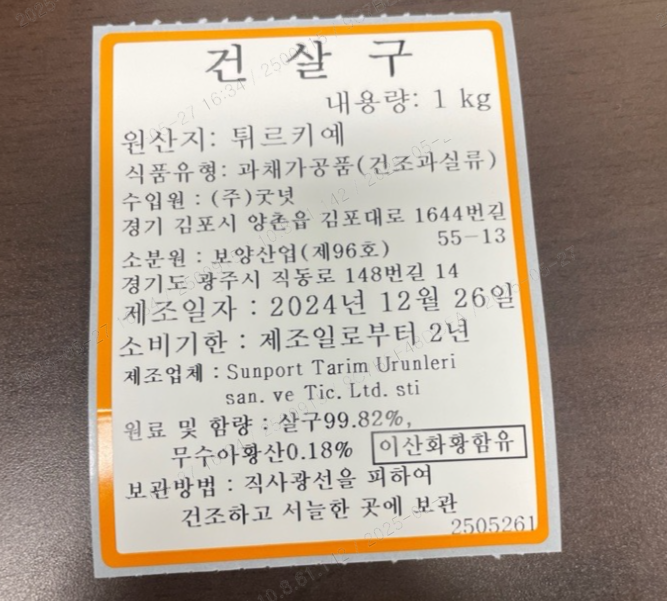 건 살 구
내용량: 1 kg
원산지: 튀르키예
식품유형: 과채가공품(건조과실류)
수입원 : (주)굿넛
경기 김포시 양촌읍 김포대로 1644번길
55-13
소분원 : 보양산업(제96호)
경기도 광주시 직동로 148번길 14
제조일자 : 2024년 12월 26일
소비기한 : 제조일로부터 2년
제조업체 : Sunport Tarim Urunleri
san. ve Tic. Ltd. sti
원료 및 함량 : 살구99.82%,
무수아황산0.18% 이산화황함유
보관방법 : 직사광선을 피하여
건조하고 서늘한 곳에 보관
2505261